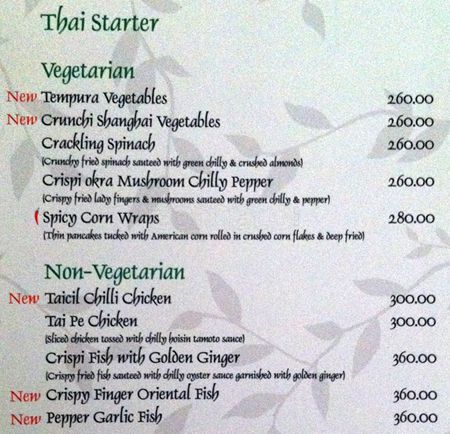 Thai Starter
Vegetarian
New Tempura Vegetables 260.00
New Crunchi Shanghai Vegetables 260.00
Crackling Spinach 260.00
(Crunchy fried spinach sauteed with green chilly & crushed almonds)
Crispi okra Mushroom Chilly Pepper 260.00
(Crispy fried lady fingers & mushrooms sauteed with green chilly & pepper)
Spicy Corn Wraps 280.00
(Thin pancakes tucked with American corn rolled in crushed corn flakes & deep fried)
Non-Vegetarian
New Taicil Chilli Chicken 300.00
Tai Pe Chicken 300.00
(Sliced chicken tossed with chilly hoisin tamoto sauce)
Crispi Fish with Golden Ginger 360.00
(Crispy fried fish sauteed with chilly oyster sauce garnished with golden ginger)
New Crispy Finger Oriental Fish 360.00
New Pepper Garlic Fish 360.00